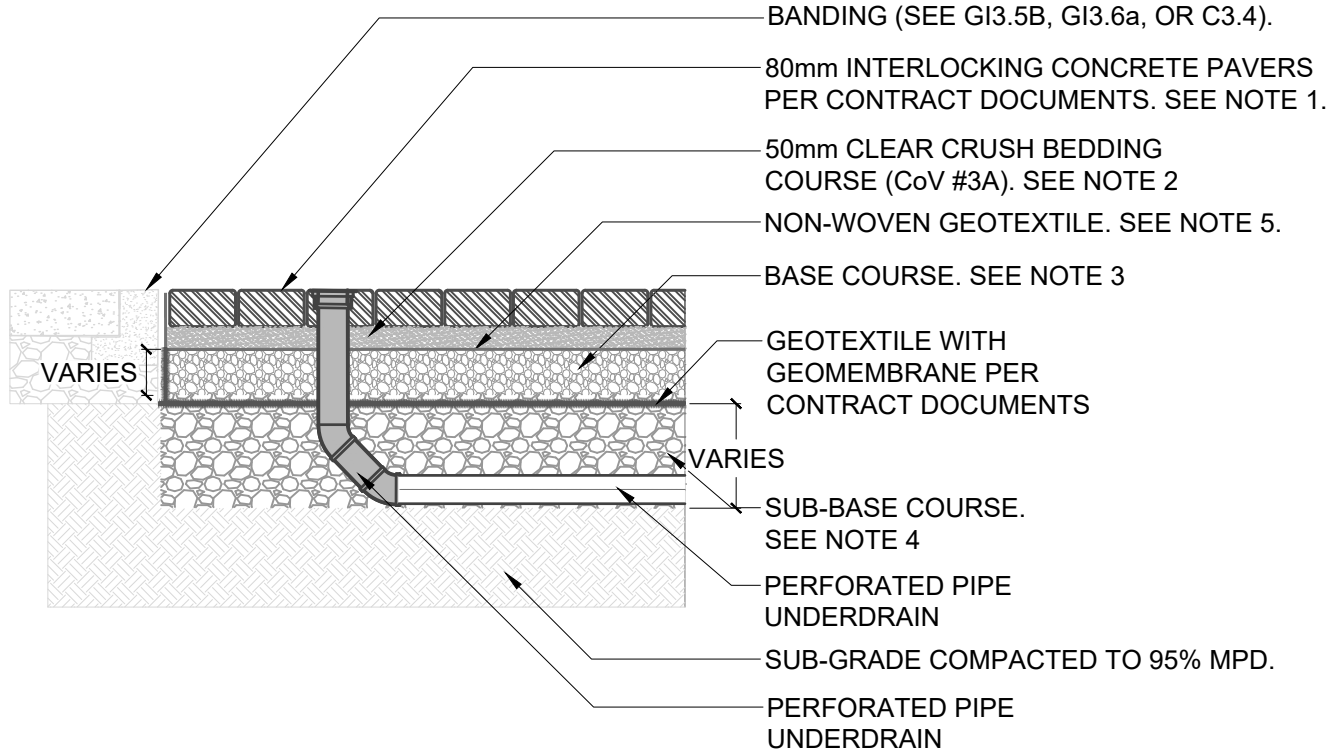 BANDING (SEE GI3.5B, GI3.6a, OR C3.4).
80mm INTERLOCKING CONCRETE PAVERS
PER CONTRACT DOCUMENTS. SEE NOTE 1.
50mm CLEAR CRUSH BEDDING
COURSE (CoV #3A). SEE NOTE 2
NON-WOVEN GEOTEXTILE. SEE NOTE 5.
BASE COURSE. SEE NOTE 3
GEOTEXTILE WITH
GEOMEMBRANE PER
CONTRACT DOCUMENTS
VARIES
VARIES
SUB-BASE COURSE.
SEE NOTE 4
PERFORATED PIPE
UNDERDRAIN
SUB-GRADE COMPACTED TO 95% MPD.
PERFORATED PIPE
UNDERDRAIN